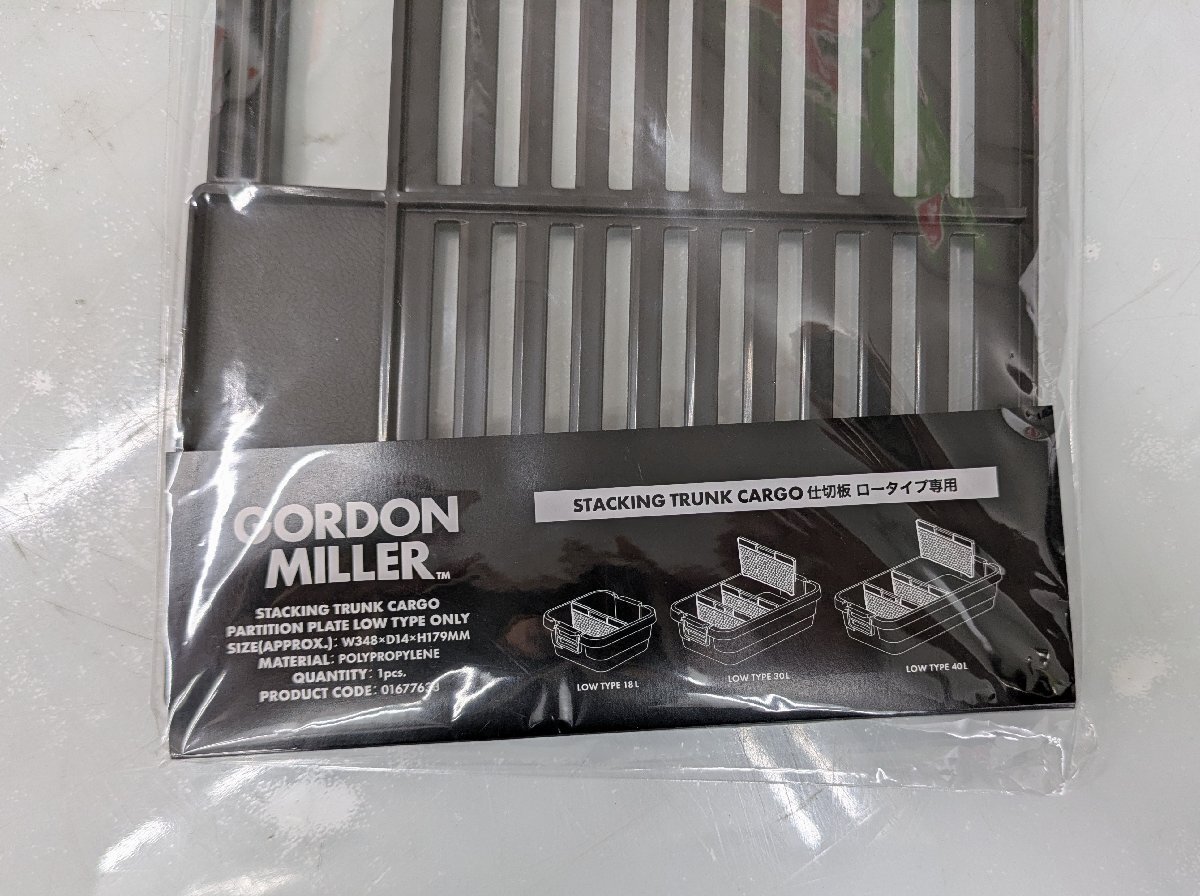 GORDON
MILLER™
STACKING TRUNK CARGO
PARTITION PLATE LOW TYPE ONLY
SIZE(APPROX.): W348×D14×H179MM
MATERIAL: POLYPROPYLENE
QUANTITY: 1pcs.
PRODUCT CODE:
STACKING TRUNK CARGO 仕切板 ロータイプ専用
LOW TYPE 18L
LOW TYPE 30L
LOW TYPE 40L